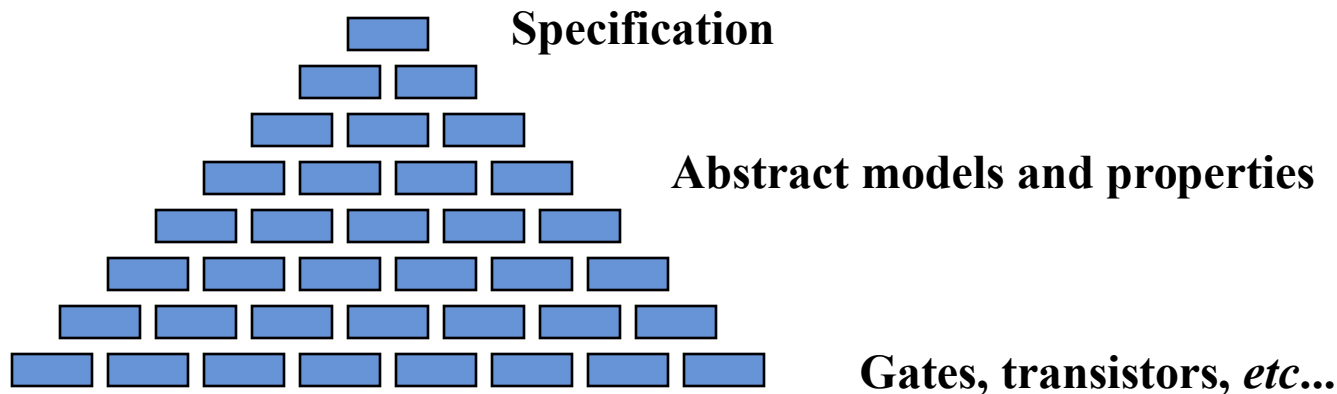 Specification
Abstract models and properties
Gates, transistors, etc...